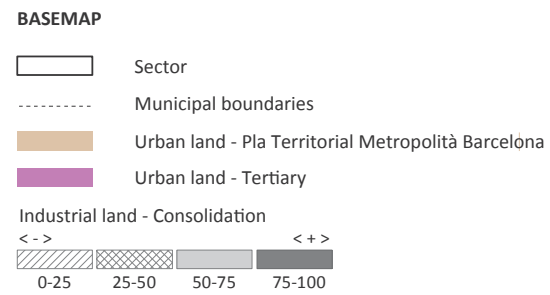 BASEMAP
Sector
Municipal boundaries
Urban land - Pla Territorial Metropolità Barcelona
Urban land - Tertiary
Industrial land - Consolidation
< - > < + >
0-25 25-50 50-75 75-100